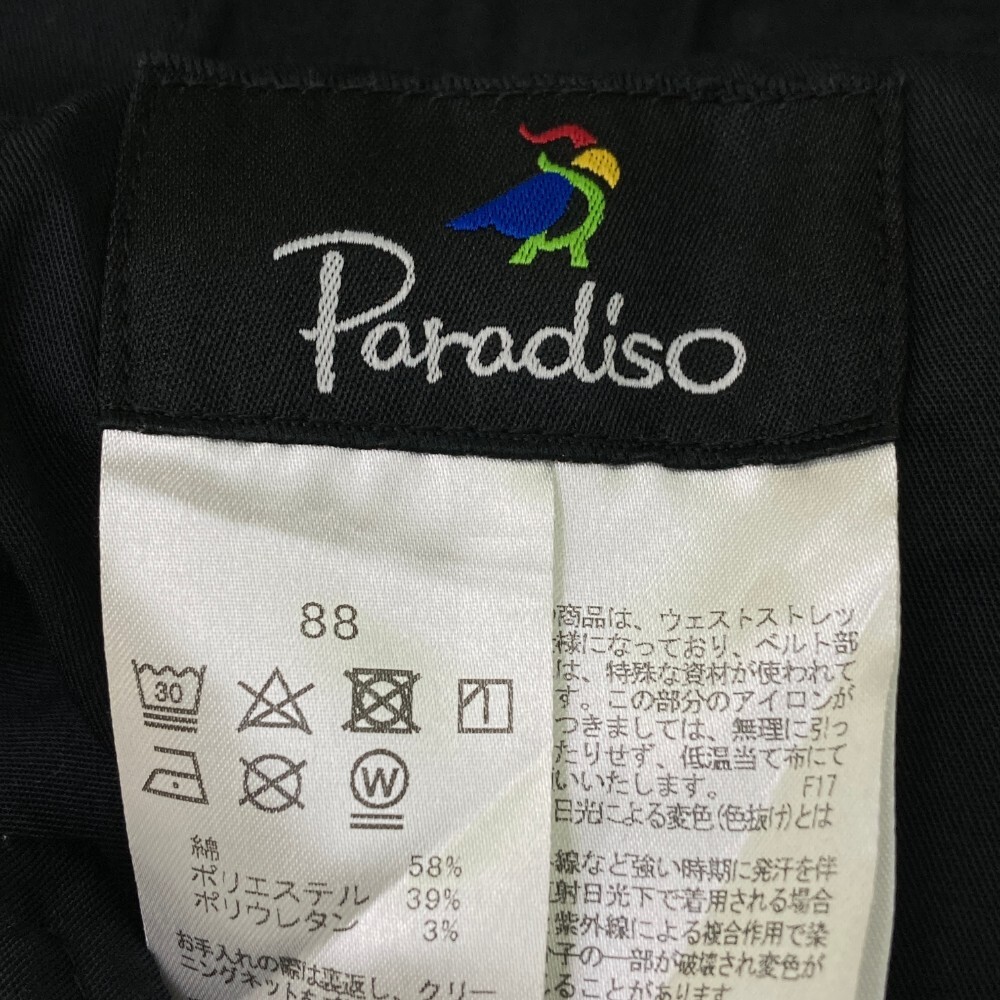 Paradiso
88
30
W
綿 58%
ポリエステル 39%
ポリウレタン 3%
お手入れの際は裏返し、クリー
ニングネットを
商品は、ウェストストレッ
様になっており、ベルト部
は、特殊な資材が使われて
す。この部分のアイロンが
つきましては、無理に引っ
たりせず、低温当て布にて
いいたします。 F17
日光による変色(色抜け)とは
線など強い時期に発汗を伴
射日光下で着用される場合
紫外線による複合作用で染
子の一部が破壊され変色が
ることがあります